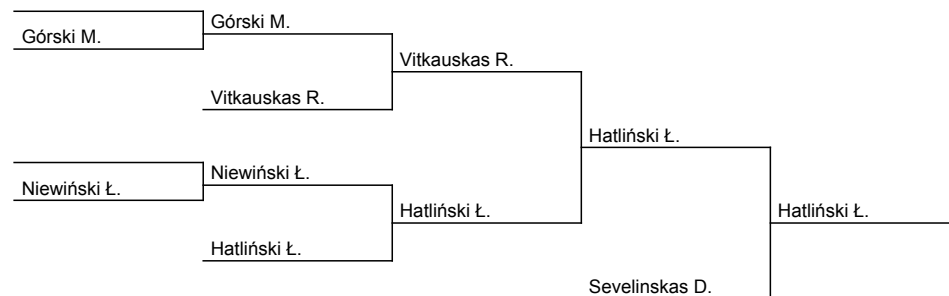 Górski M.
Górski M.
Vitkauskas R.
Vitkauskas R.
Hatliński Ł.
Niewiński Ł.
Niewiński Ł.
Hatliński Ł.
Hatliński Ł.
Hatliński Ł.
Sevelinskas D.